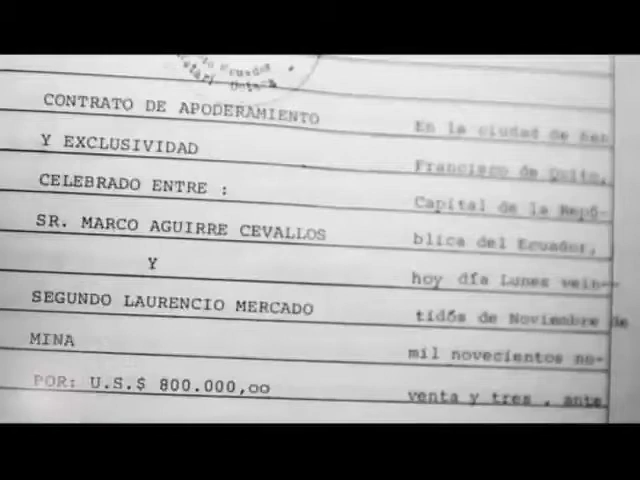 Ecuador
CONTRATO DE APODERAMIENTO
Y EXCLUSIVIDAD
CELEBRADO ENTRE :
SR. MARCO AGUIRRE CEVALLOS
Y
SEGUNDO LAURENCIO MERCADO
MINA
POR: U.S.$ 800.000,oo
En la ciudad de San
Francisco de Quito,
Capital de la Repú-
blica del Ecuador,
hoy día Lunes vein--
tidós de Noviembre de
mil novecientos no-
venta y tres , ante